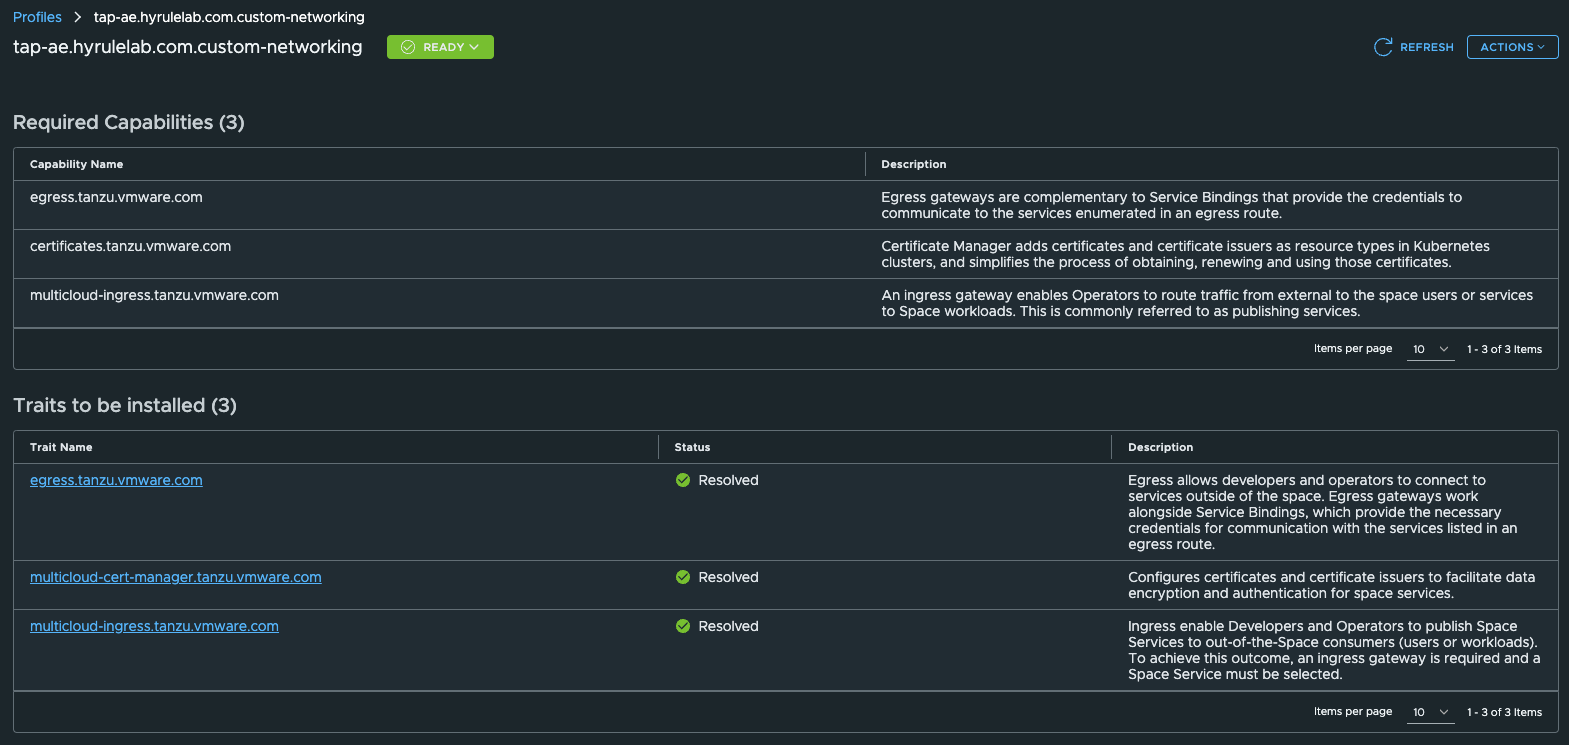 Profiles > tap-ae.hyrulelab.com.custom-networking
tap-ae.hyrulelab.com.custom-networking READY REFRESH ACTIONS
Required Capabilities (3)
Capability Name Description
egress.tanzu.vmware.com Egress gateways are complementary to Service Bindings that provide the credentials to
communicate to the services enumerated in an egress route.
certificates.tanzu.vmware.com Certificate Manager adds certificates and certificate issuers as resource types in Kubernetes
clusters, and simplifies the process of obtaining, renewing and using those certificates.
multicloud-ingress.tanzu.vmware.com An ingress gateway enables Operators to route traffic from external to the space users or services
to Space workloads. This is commonly referred to as publishing services.
Items per page 10 1 - 3 of 3 Items
Traits to be installed (3)
Trait Name Status Description
egress.tanzu.vmware.com Resolved Egress allows developers and operators to connect to
services outside of the space. Egress gateways work
alongside Service Bindings, which provide the necessary
credentials for communication with the services listed in an
egress route.
multicloud-cert-manager.tanzu.vmware.com Resolved Configures certificates and certificate issuers to facilitate data
encryption and authentication for space services.
multicloud-ingress.tanzu.vmware.com Resolved Ingress enable Developers and Operators to publish Space
Services to out-of-the-Space consumers (users or workloads).
To achieve this outcome, an ingress gateway is required and a
Space Service must be selected.
Items per page 10 1 - 3 of 3 Items